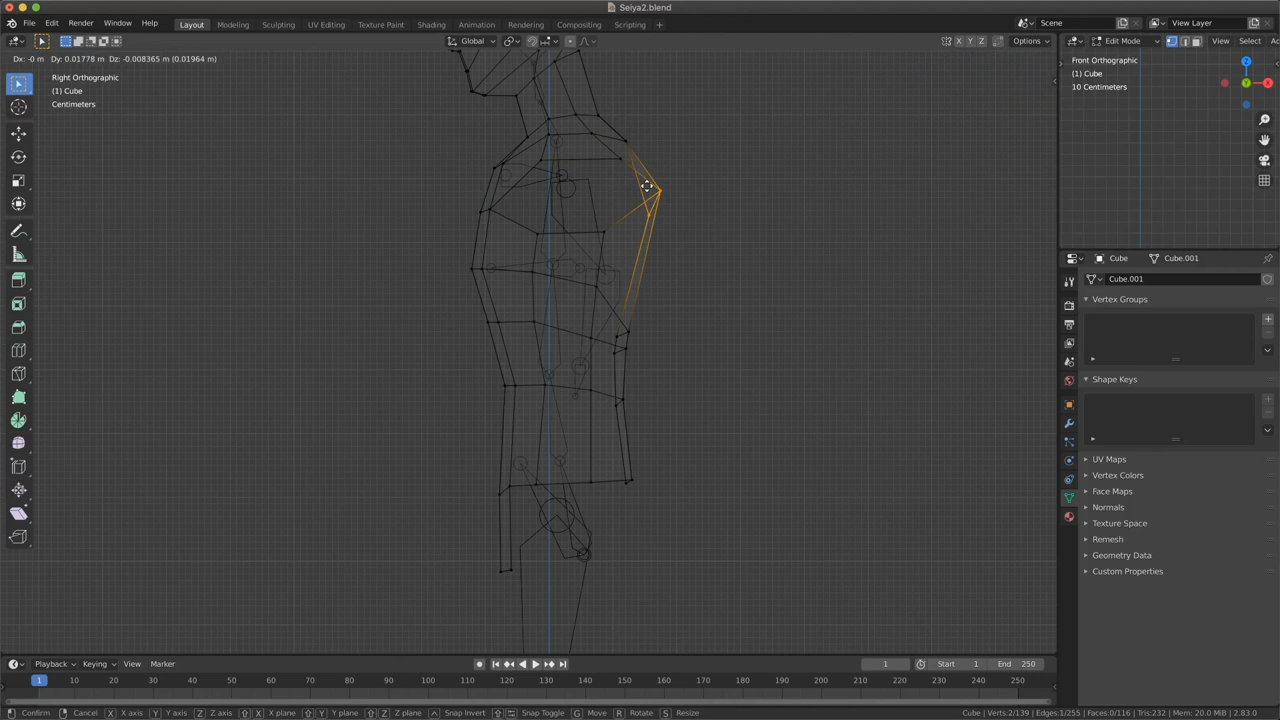 Seiya2.blend
File Edit Render Window Help Layout Modeling Sculpting UV Editing Texture Paint Shading Animation Rendering Compositing Scripting Scene View Layer
Global X Y Z Options Edit Mode View Select
Dx: -0 m Dy: 0.01778 m Dz: -0.008365 m (0.01964 m)
Right Orthographic
(1) Cube
Centimeters
Front Orthographic
(1) Cube
10 Centimeters
Z
Y
X
Cube Cube.001
Cube.001
Vertex Groups
Shape Keys
UV Maps
Vertex Colors
Face Maps
Normals
Texture Space
Remesh
Geometry Data
Custom Properties
Playback Keying View Marker 1 Start 1 End 250
1 10 20 30 40 50 60 70 80 90 100 110 120 130 140 150 160 170 180 190 200 210 220 230 240 250
Confirm Cancel X X axis Y Y axis Z Z axis X X plane Y Y plane Z Z plane Snap Invert Snap Toggle G Move R Rotate S Resize Cube | Verts:2/139 | Edges:1/255 | Faces:0/116 | Tris:232 | Mem: 20.0 MiB | 2.83.0